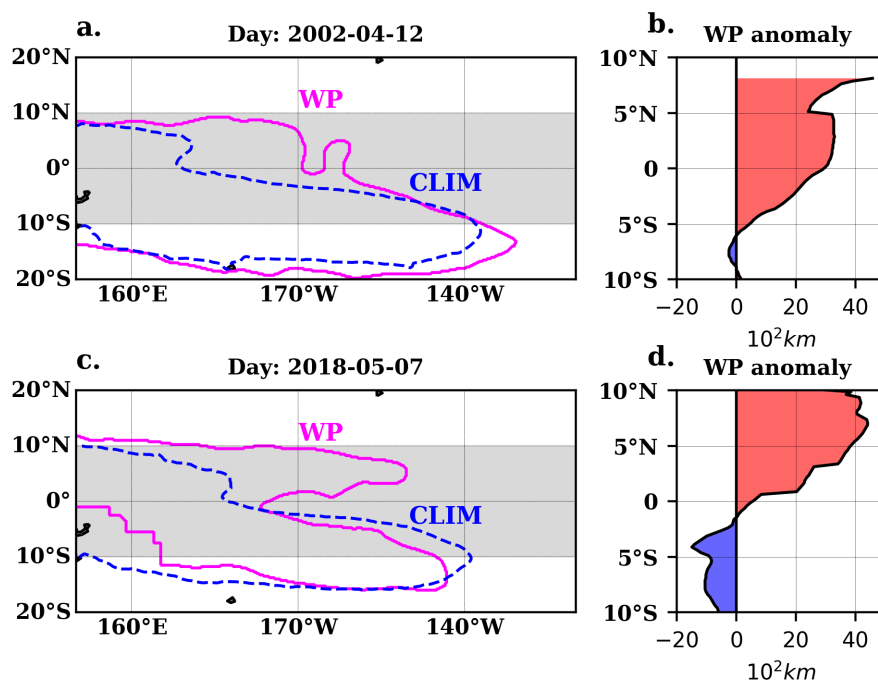 a.
Day: 2002-04-12
20°N
10°N
0°
10°S
20°S
WP
CLIM
160°E
170°W
140°W
b.
WP anomaly
10°N
5°N
0
5°S
10°S
−20
0
20
40
10²km
c.
Day: 2018-05-07
20°N
10°N
0°
10°S
20°S
WP
CLIM
160°E
170°W
140°W
d.
WP anomaly
10°N
5°N
0
5°S
10°S
−20
0
20
40
10²km